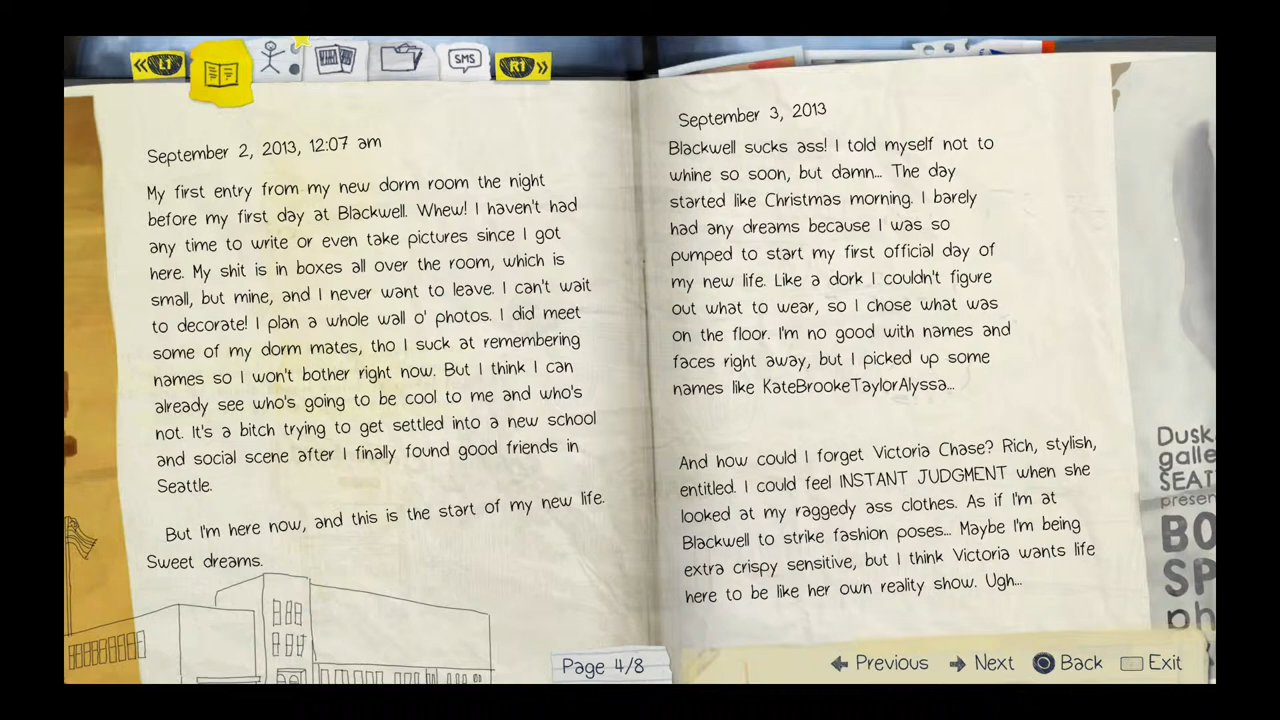 L1
SMS
R1
September 2, 2013, 12:07 am
My first entry from my new dorm room the night
before my first day at Blackwell. Whew! I haven't had
any time to write or even take pictures since I got
here. My shit is in boxes all over the room, which is
small, but mine, and I never want to leave. I can't wait
to decorate! I plan a whole wall o' photos. I did meet
some of my dorm mates, tho I suck at remembering
names so I won't bother right now. But I think I can
already see who's going to be cool to me and who's
not. It's a bitch trying to get settled into a new school
and social scene after I finally found good friends in
Seattle.
But I'm here now, and this is the start of my new life.
Sweet dreams.
September 3, 2013
Blackwell sucks ass! I told myself not to
whine so soon, but damn... The day
started like Christmas morning. I barely
had any dreams because I was so
pumped to start my first official day of
my new life. Like a dork I couldn't figure
out what to wear, so I chose what was
on the floor. I'm no good with names and
faces right away, but I picked up some
names like KateBrookeTaylorAlyssa...
And how could I forget Victoria Chase? Rich, stylish,
entitled. I could feel INSTANT JUDGMENT when she
looked at my raggedy ass clothes. As if I'm at
Blackwell to strike fashion poses... Maybe I'm being
extra crispy sensitive, but I think Victoria wants life
here to be like her own reality show. Ugh...
Dusk
galle
SEAT
presen
BO
SP
ph
Page 4/8
Previous Next Back Exit